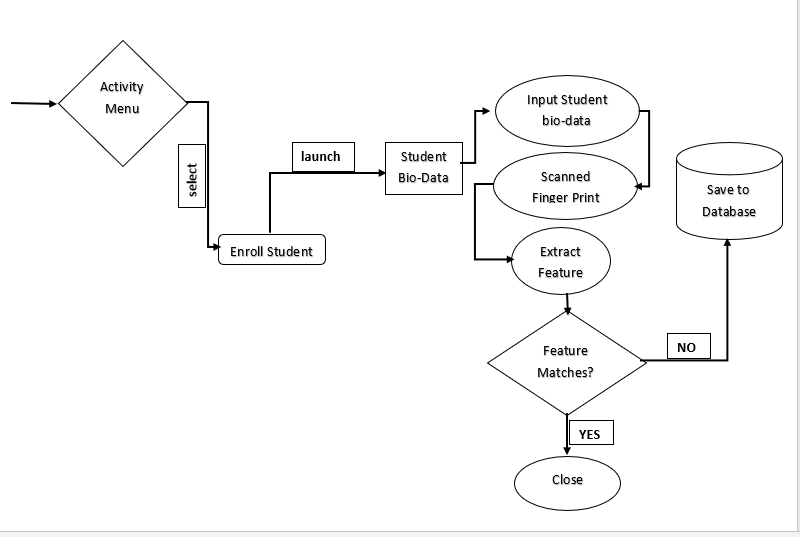 Activity
Menu
select
Enroll Student
launch
Student
Bio-Data
Input Student
bio-data
Scanned
Finger Print
Extract
Feature
Feature
Matches?
NO
Save to
Database
YES
Close